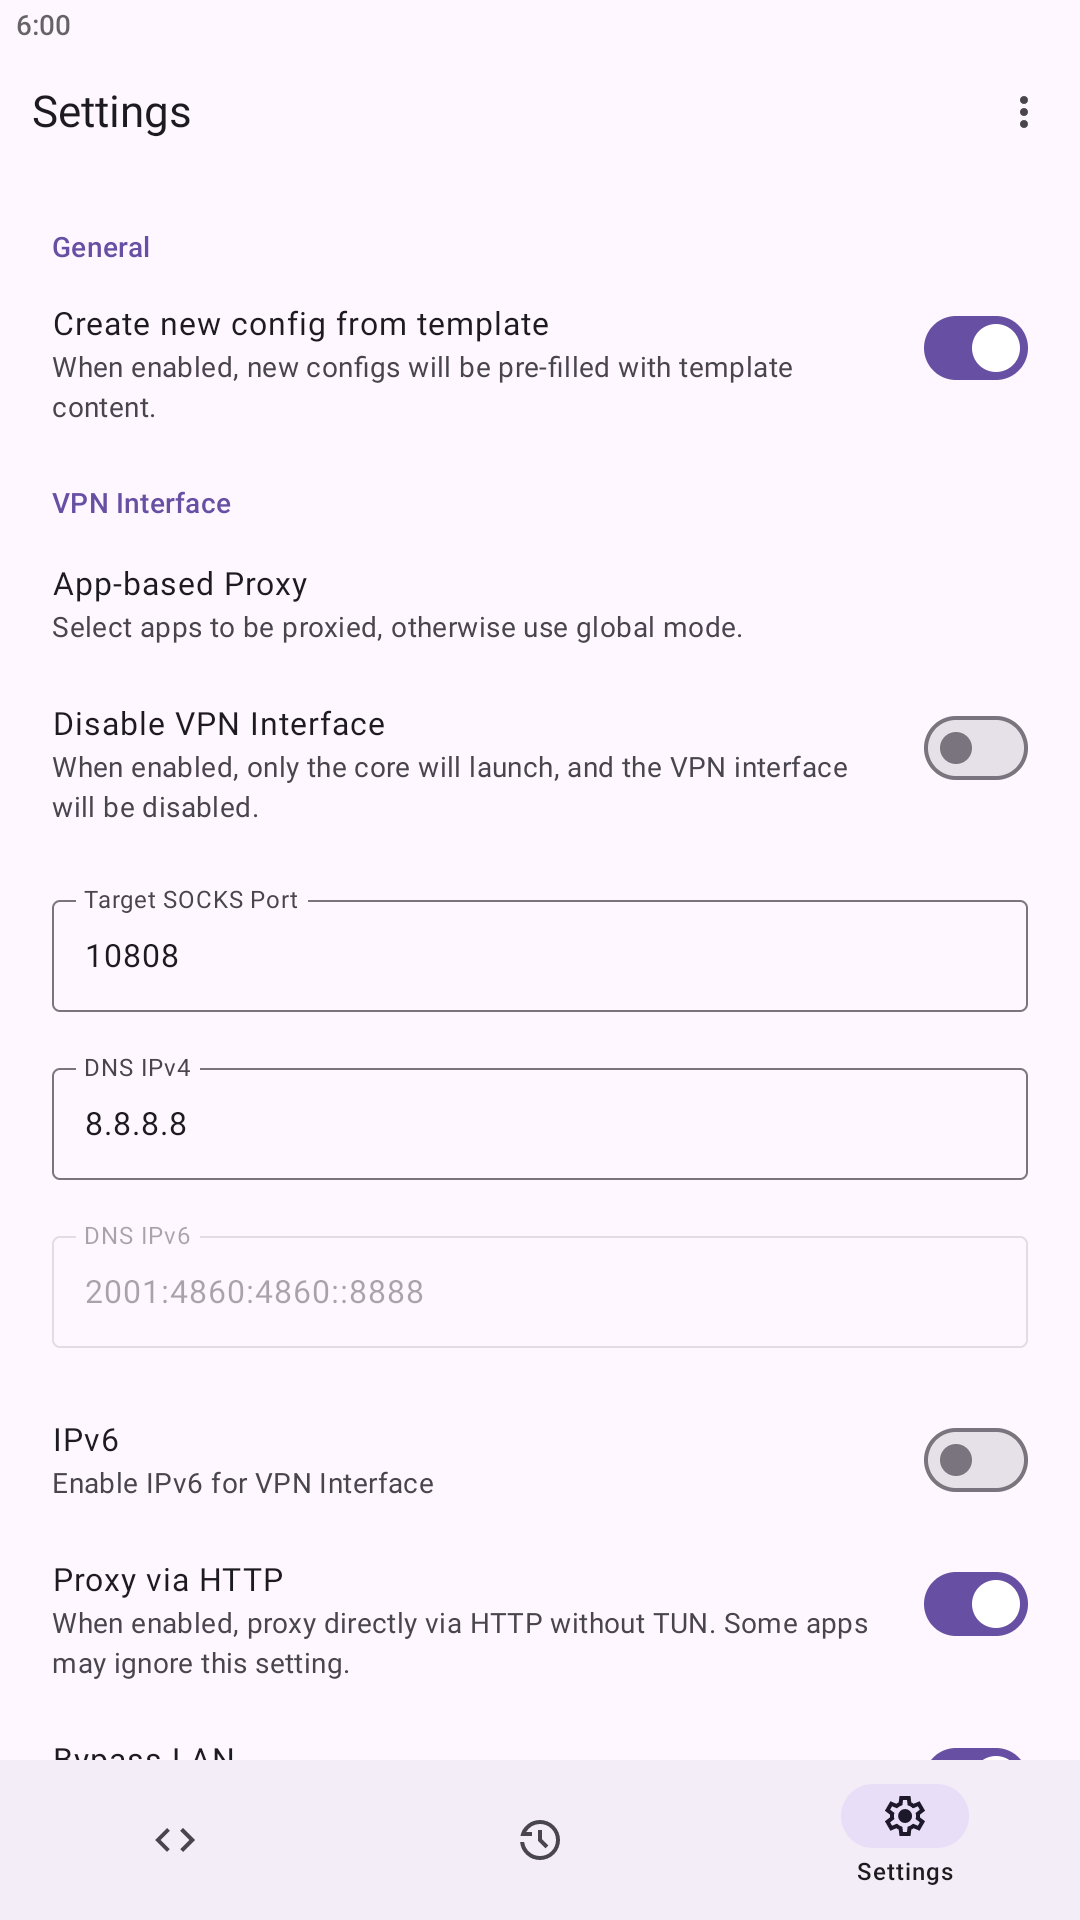 6:00
Settings
General
Create new config from template
When enabled, new configs will be pre-filled with template
content.
VPN Interface
App-based Proxy
Select apps to be proxied, otherwise use global mode.
Disable VPN Interface
When enabled, only the core will launch, and the VPN interface
will be disabled.
Target SOCKS Port
10808
DNS IPv4
8.8.8.8
DNS IPv6
2001:4860:4860::8888
IPv6
Enable IPv6 for VPN Interface
Proxy via HTTP
When enabled, proxy directly via HTTP without TUN. Some apps
may ignore this setting.
Bypass LAN
Settings